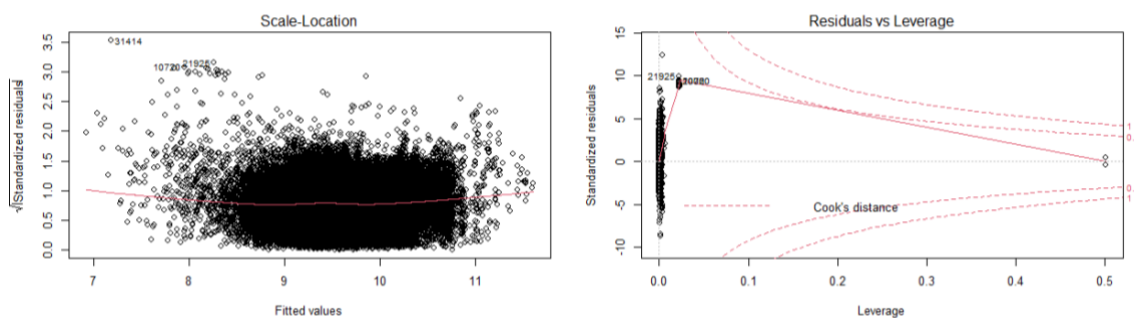 Scale-Location
√|Standardized residuals|
0.0 0.5 1.0 1.5 2.0 2.5 3.0 3.5
31414
21925
7 8 9 10 11
Fitted values
Residuals vs Leverage
Standardized residuals
-10 -5 0 5 10 15
21925
Cook's distance
1
0.
0.
1
0.0 0.1 0.2 0.3 0.4 0.5
Leverage